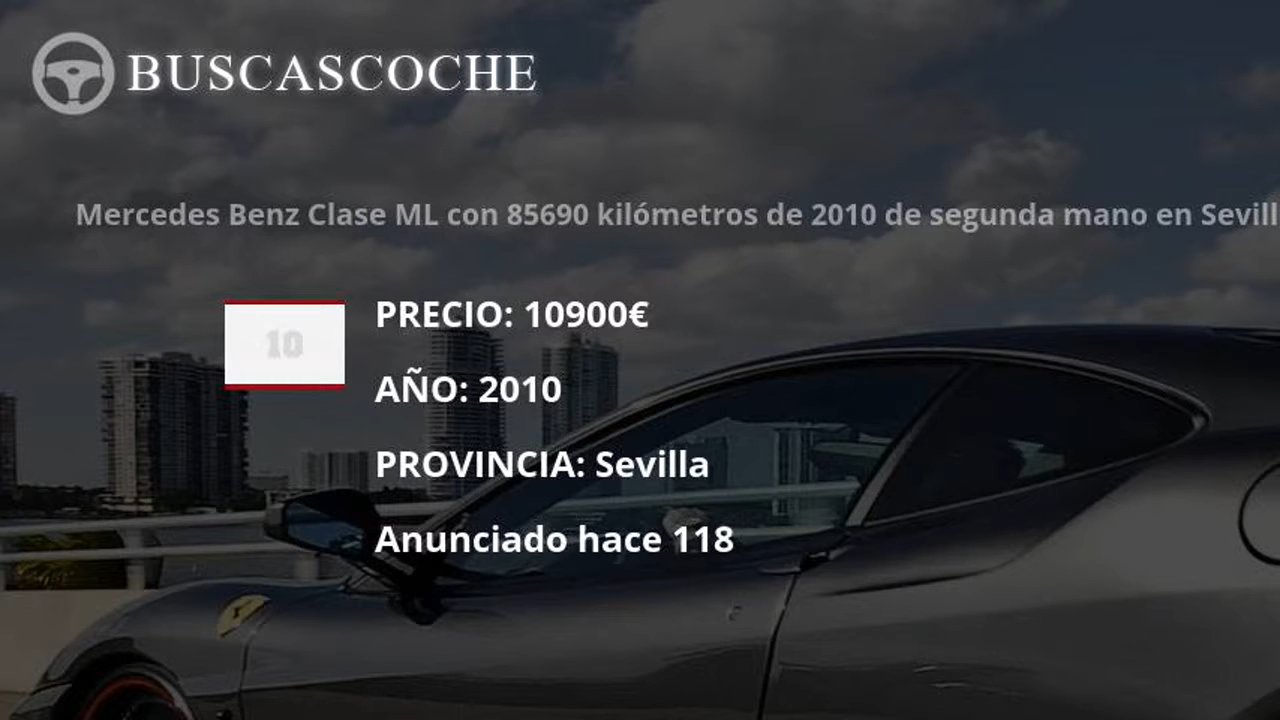 BUSCASCOCHE
Mercedes Benz Clase ML con 85690 kilómetros de 2010 de segunda mano en Sevill
10
PRECIO: 10900€
AÑO: 2010
PROVINCIA: Sevilla
Anunciado hace 118